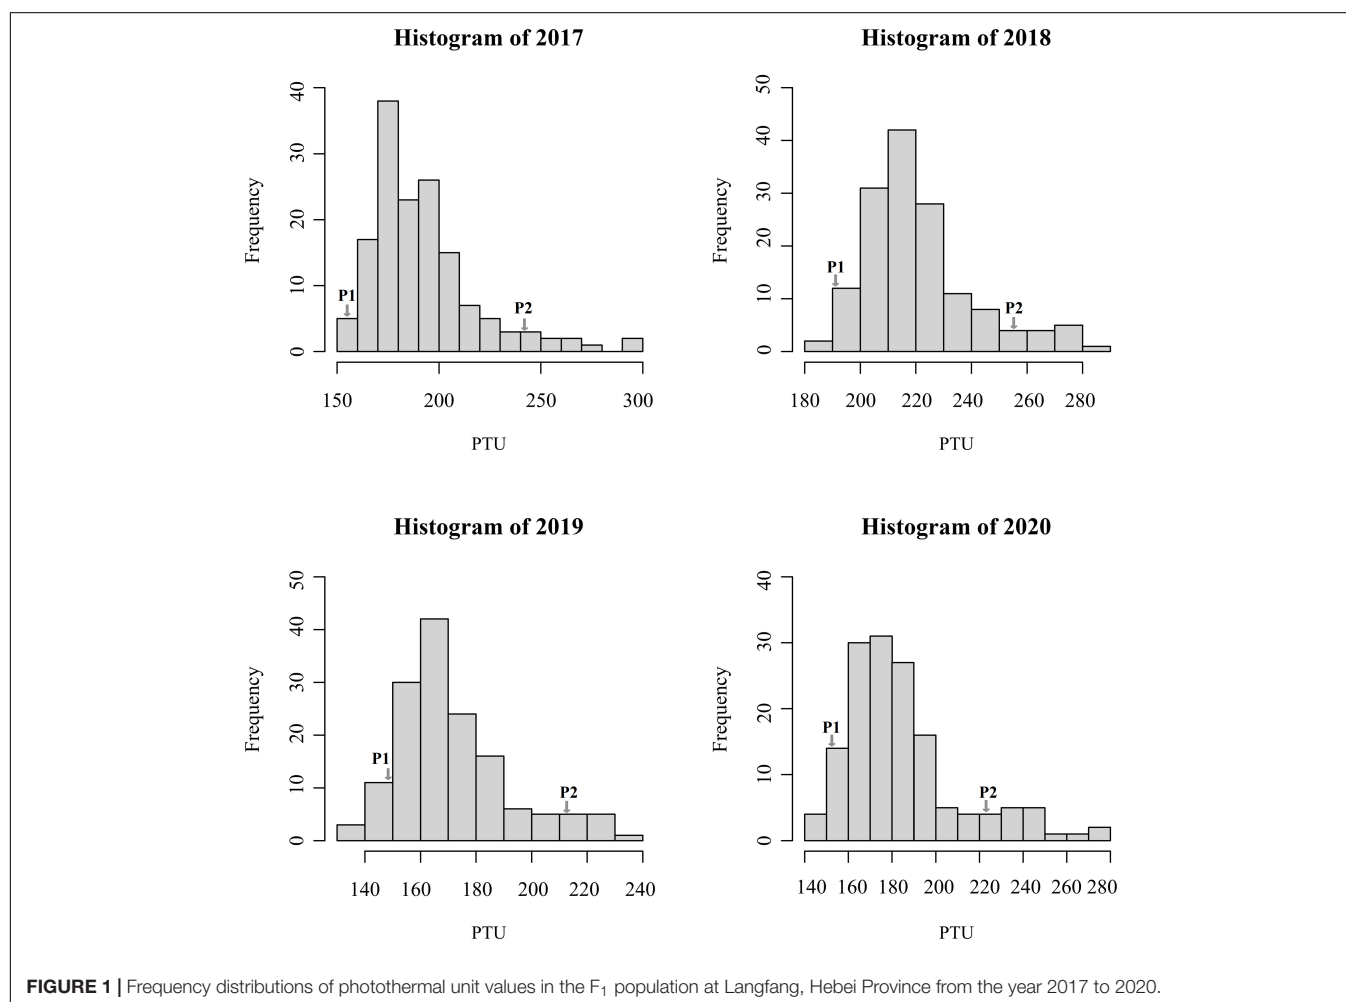 Histogram of 2017
Frequency
0 10 20 30 40
P1
P2
150 200 250 300
PTU
Histogram of 2018
Frequency
0 10 20 30 40 50
P1
P2
180 200 220 240 260 280
PTU
Histogram of 2019
Frequency
0 10 20 30 40 50
P1
P2
140 160 180 200 220 240
PTU
Histogram of 2020
Frequency
0 10 20 30 40
P1
P2
140 160 180 200 220 240 260 280
PTU
FIGURE 1 | Frequency distributions of photothermal unit values in the F₁ population at Langfang, Hebei Province from the year 2017 to 2020.